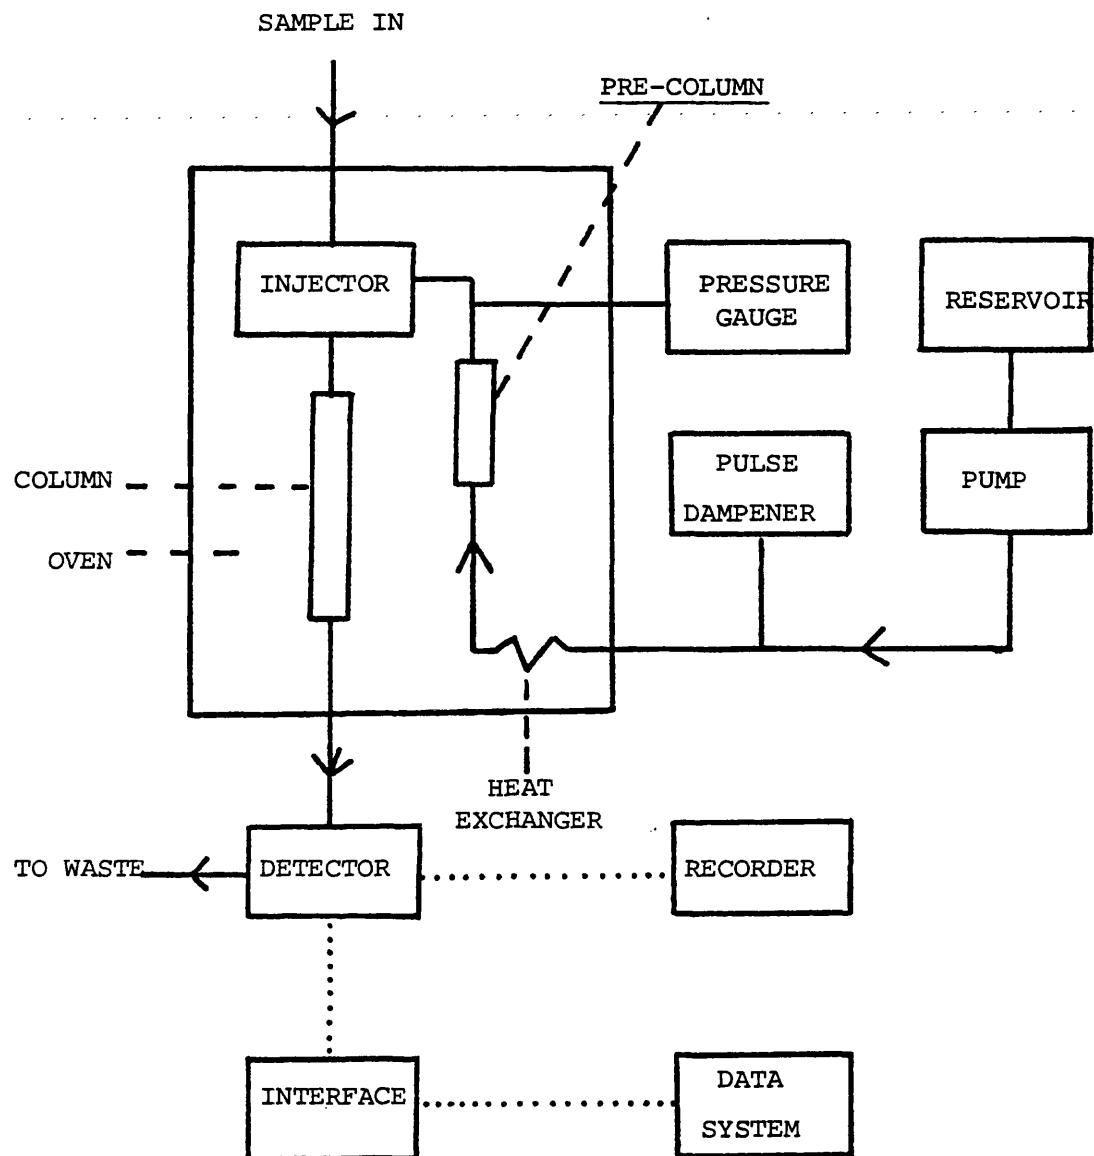 SAMPLE IN
PRE-COLUMN
INJECTOR
PRESSURE
GAUGE
RESERVOIR
COLUMN
PULSE
DAMPENER
PUMP
OVEN
HEAT
EXCHANGER
TO WASTE
DETECTOR
RECORDER
INTERFACE
DATA
SYSTEM